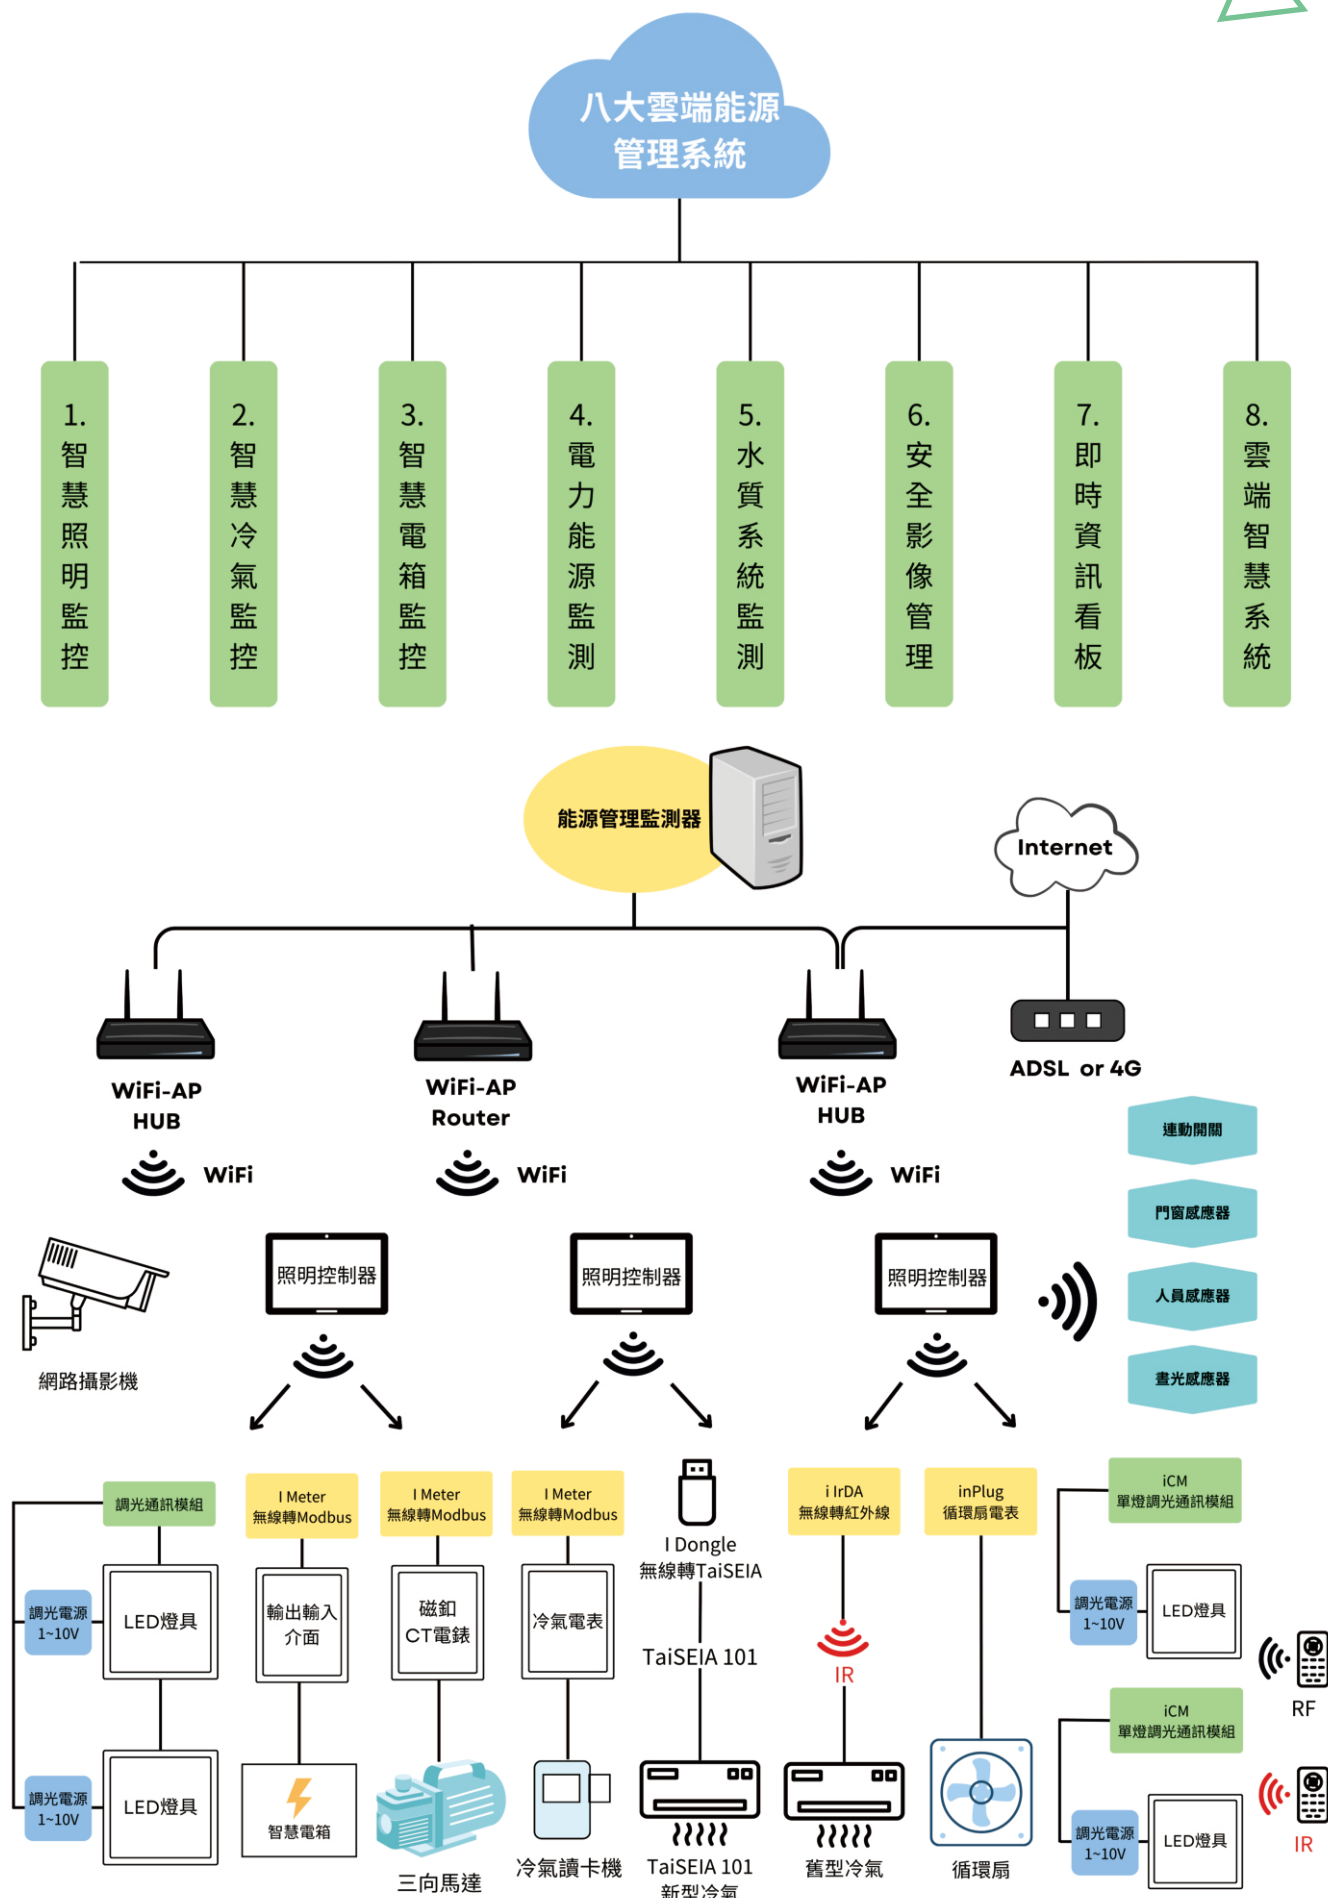 八大雲端能源
管理系統
1.智慧照明監控
2.智慧冷氣監控
3.智慧電箱監控
4.電力能源監測
5.水質系統監測
6.安全影像管理
7.即時資訊看板
8.雲端智慧系統
能源管理監測器
Internet
ADSL or 4G
WiFi-AP
HUB
WiFi
WiFi-AP
Router
WiFi
WiFi-AP
HUB
WiFi
連動開關
門窗感應器
人員感應器
晝光感應器
網路攝影機
照明控制器
照明控制器
照明控制器
調光通訊模組
調光電源
1~10V
LED燈具
調光電源
1~10V
LED燈具
I Meter
無線轉Modbus
輸出輸入
介面
智慧電箱
I Meter
無線轉Modbus
磁釦
CT電錶
三向馬達
I Meter
無線轉Modbus
冷氣電表
冷氣讀卡機
I Dongle
無線轉TaiSEIA
TaiSEIA 101
TaiSEIA 101
新型冷氣
i IrDA
無線轉紅外線
IR
舊型冷氣
inPlug
循環扇電表
循環扇
iCM
單燈調光通訊模組
調光電源
1~10V
LED燈具
RF
iCM
單燈調光通訊模組
調光電源
1~10V
LED燈具
IR